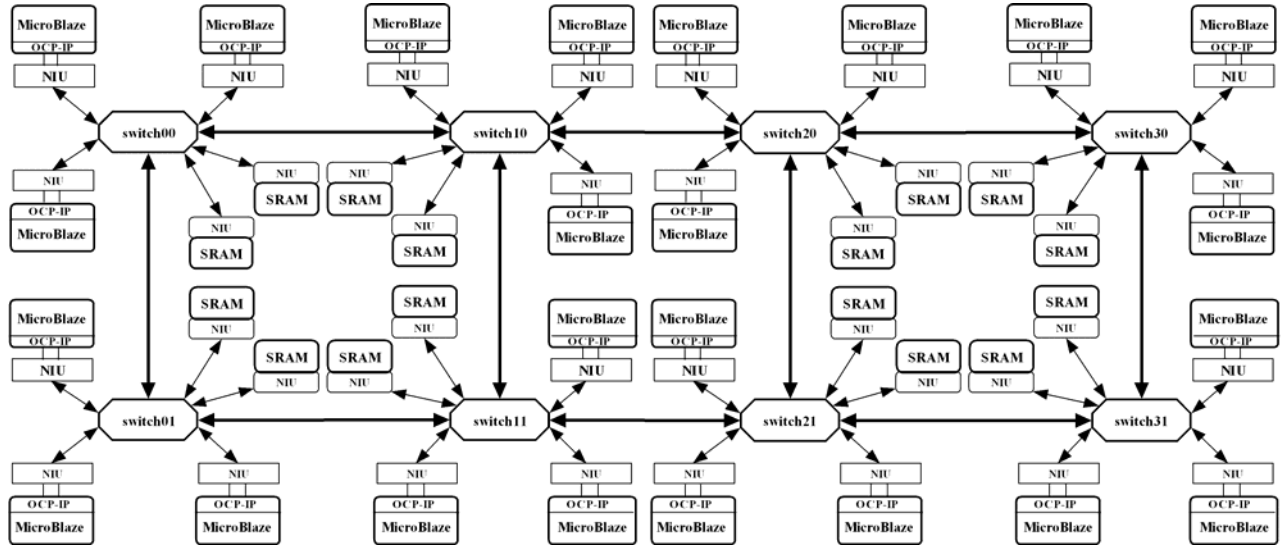 MicroBlaze MicroBlaze MicroBlaze MicroBlaze MicroBlaze MicroBlaze MicroBlaze MicroBlaze
OCP-IP OCP-IP OCP-IP OCP-IP OCP-IP OCP-IP OCP-IP OCP-IP
NIU NIU NIU NIU NIU NIU NIU NIU
switch00 switch10 switch20 switch30
NIU NIU NIU NIU NIU NIU NIU NIU
SRAM SRAM SRAM SRAM
OCP-IP OCP-IP OCP-IP OCP-IP
NIU NIU NIU NIU
MicroBlaze MicroBlaze MicroBlaze MicroBlaze
SRAM SRAM SRAM SRAM
SRAM SRAM SRAM SRAM
MicroBlaze MicroBlaze MicroBlaze MicroBlaze
NIU NIU NIU NIU
OCP-IP OCP-IP OCP-IP OCP-IP
SRAM SRAM SRAM SRAM
NIU NIU NIU NIU
NIU NIU NIU NIU
switch01 switch11 switch21 switch31
NIU NIU NIU NIU NIU NIU NIU NIU
OCP-IP OCP-IP OCP-IP OCP-IP OCP-IP OCP-IP OCP-IP OCP-IP
MicroBlaze MicroBlaze MicroBlaze MicroBlaze MicroBlaze MicroBlaze MicroBlaze MicroBlaze